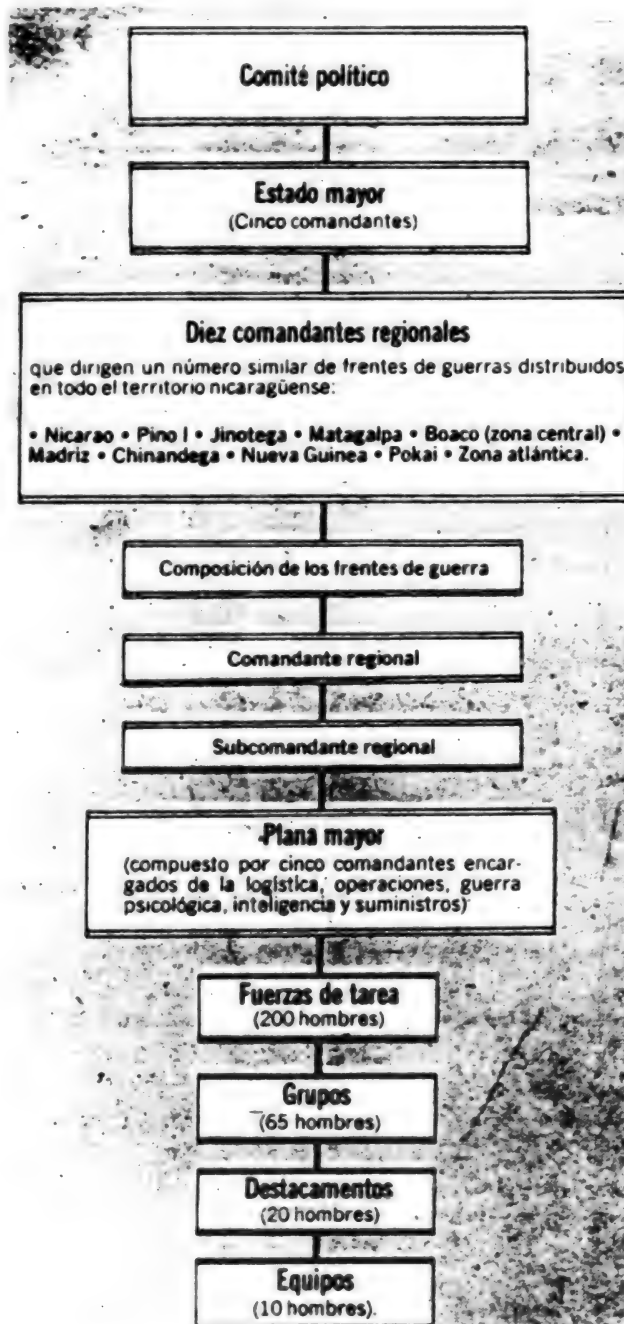 Comité político
Estado mayor
(Cinco comandantes)
Diez comandantes regionales
que dirigen un número similar de frentes de guerras distribuidos
en todo el territorio nicaragüense:
• Nicarao • Pino I • Jinotega • Matagalpa • Boaco (zona central) •
Madriz • Chinandega • Nueva Guinea • Pokai • Zona atlántica.
Composición de los frentes de guerra
Comandante regional
Subcomandante regional
Plana mayor
(compuesto por cinco comandantes encar-
gados de la logística, operaciones, guerra
psicológica, inteligencia y suministros)
Fuerzas de tarea
(200 hombres)
Grupos
(65 hombres)
Destacamentos
(20 hombres)
Equipos
(10 hombres).